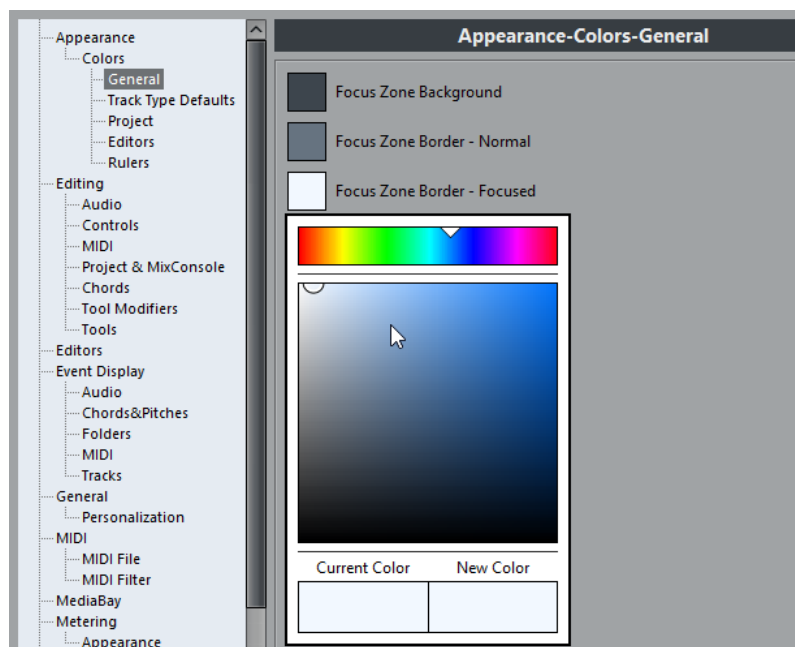 Appearance
Colors
General
Track Type Defaults
Project
Editors
Rulers
Editing
Audio
Controls
MIDI
Project & MixConsole
Chords
Tool Modifiers
Tools
Editors
Event Display
Audio
Chords&Pitches
Folders
MIDI
Tracks
General
Personalization
MIDI
MIDI File
MIDI Filter
MediaBay
Metering
Appearance
Appearance-Colors-General
Focus Zone Background
Focus Zone Border - Normal
Focus Zone Border - Focused
Current Color New Color